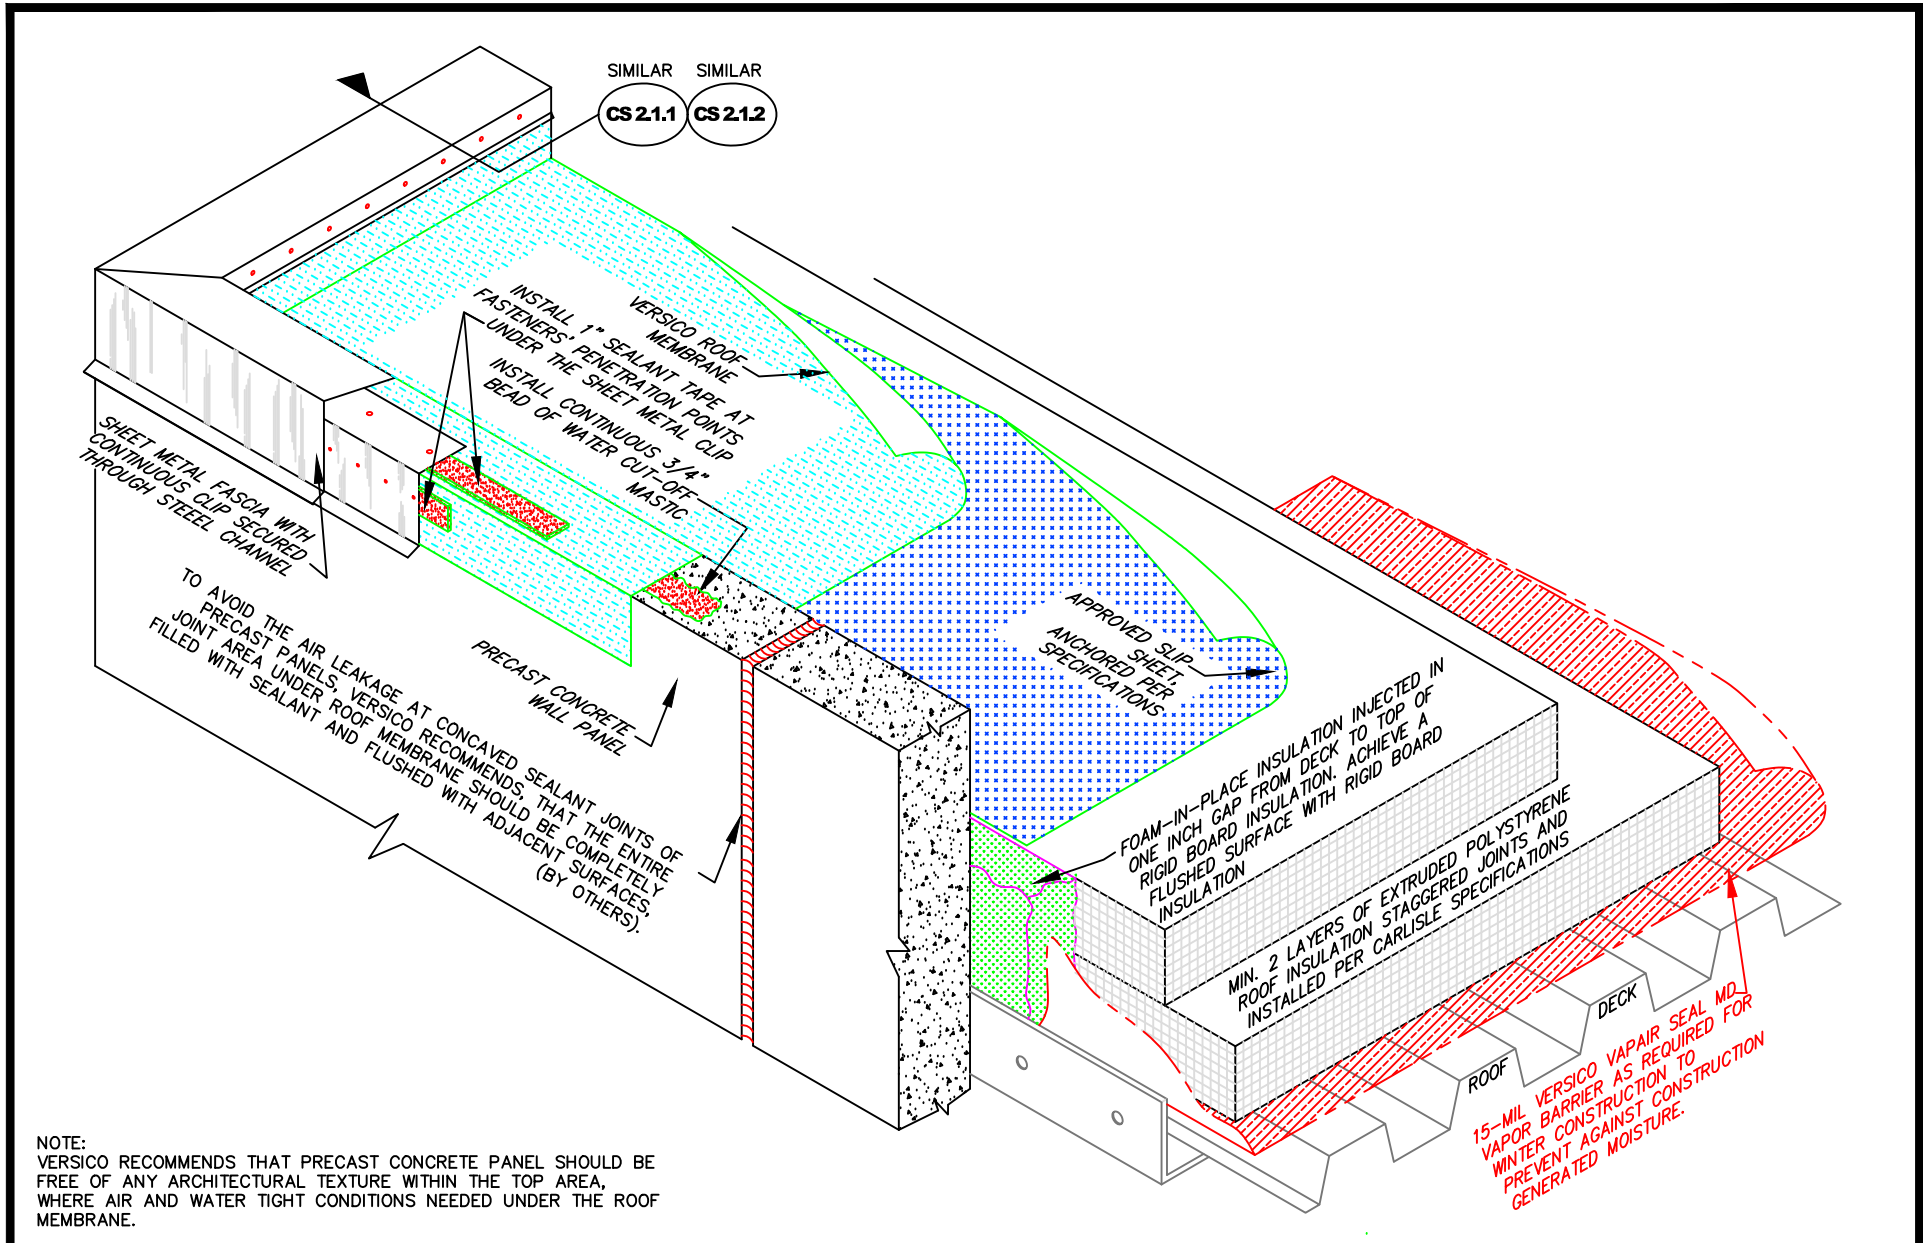 SIMILAR SIMILAR
CS 2.1.1 CS 2.1.2
INSTALL 1" SEALANT TAPE AT
FASTENERS' PENETRATION POINTS
UNDER THE SHEET METAL CLIP
VERSICO ROOF
MEMBRANE
INSTALL CONTINUOUS 3/4"
BEAD OF WATER CUT-OFF
MASTIC
SHEET METAL FASCIA WITH
CONTINUOUS CLIP SECURED
THROUGH STEEEL CHANNEL
TO AVOID THE AIR LEAKAGE AT CONCAVED SEALANT JOINTS OF
PRECAST PANELS, VERSICO RECOMMENDS, THAT THE ENTIRE
JOINT AREA UNDER ROOF MEMBRANE SHOULD BE COMPLETELY
FILLED WITH SEALANT AND FLUSHED WITH ADJACENT SURFACES,
(BY OTHERS).
PRECAST CONCRETE
WALL PANEL
APPROVED SLIP
SHEET,
ANCHORED PER
SPECIFICATIONS
FOAM-IN-PLACE INSULATION INJECTED IN
ONE INCH GAP FROM DECK TO TOP OF
RIGID BOARD INSULATION. ACHIEVE A
FLUSHED SURFACE WITH RIGID BOARD
INSULATION
MIN. 2 LAYERS OF EXTRUDED POLYSTYRENE
ROOF INSULATION STAGGERED JOINTS AND
INSTALLED PER CARLISLE SPECIFICATIONS
ROOF DECK
15-MIL VERSICO VAPAIR SEAL MD
VAPOR BARRIER AS REQUIRED FOR
WINTER CONSTRUCTION TO
PREVENT AGAINST CONSTRUCTION
GENERATED MOISTURE.
NOTE:
VERSICO RECOMMENDS THAT PRECAST CONCRETE PANEL SHOULD BE
FREE OF ANY ARCHITECTURAL TEXTURE WITHIN THE TOP AREA,
WHERE AIR AND WATER TIGHT CONDITIONS NEEDED UNDER THE ROOF
MEMBRANE.